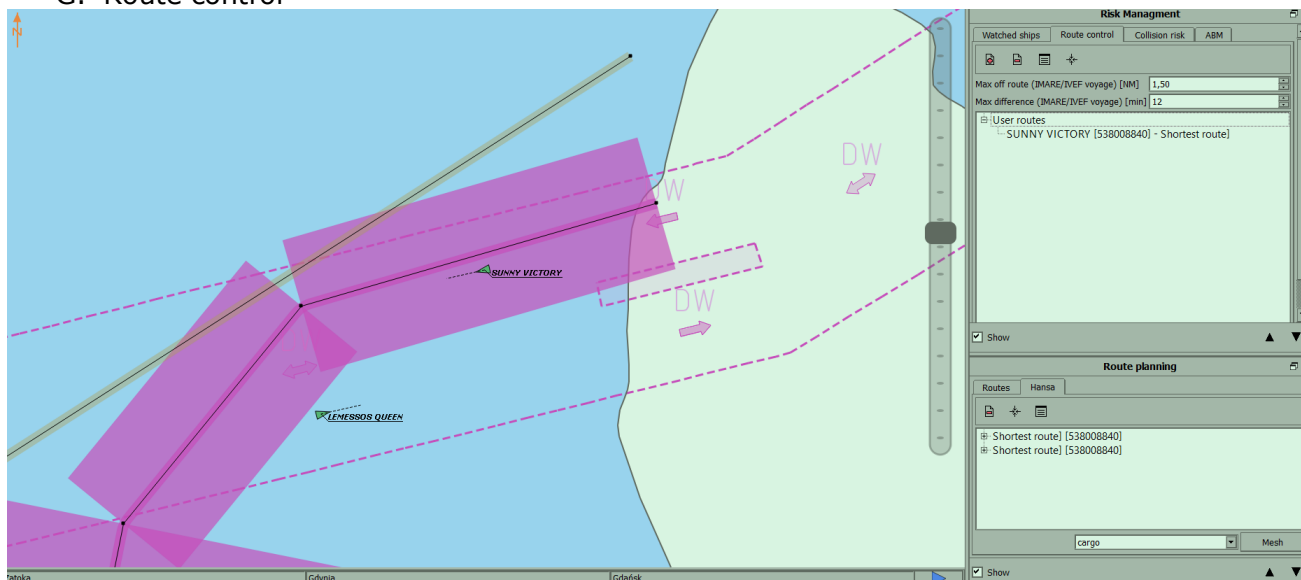 G. Route control
N
DW
DW
DW
SUNNY VICTORY
LEMESSOS QUEEN
Zatoka
Gdynia
Gdańsk
Risk Managment
Watched ships
Route control
Collision risk
ABM
Max off route (IMARE/IVEF voyage) [NM] 1,50
Max difference (IMARE/IVEF voyage) [min] 12
User routes
SUNNY VICTORY [538008840] - Shortest route]
Show
Route planning
Routes
Hansa
Shortest route] [538008840]
Shortest route] [538008840]
cargo
Mesh
Show